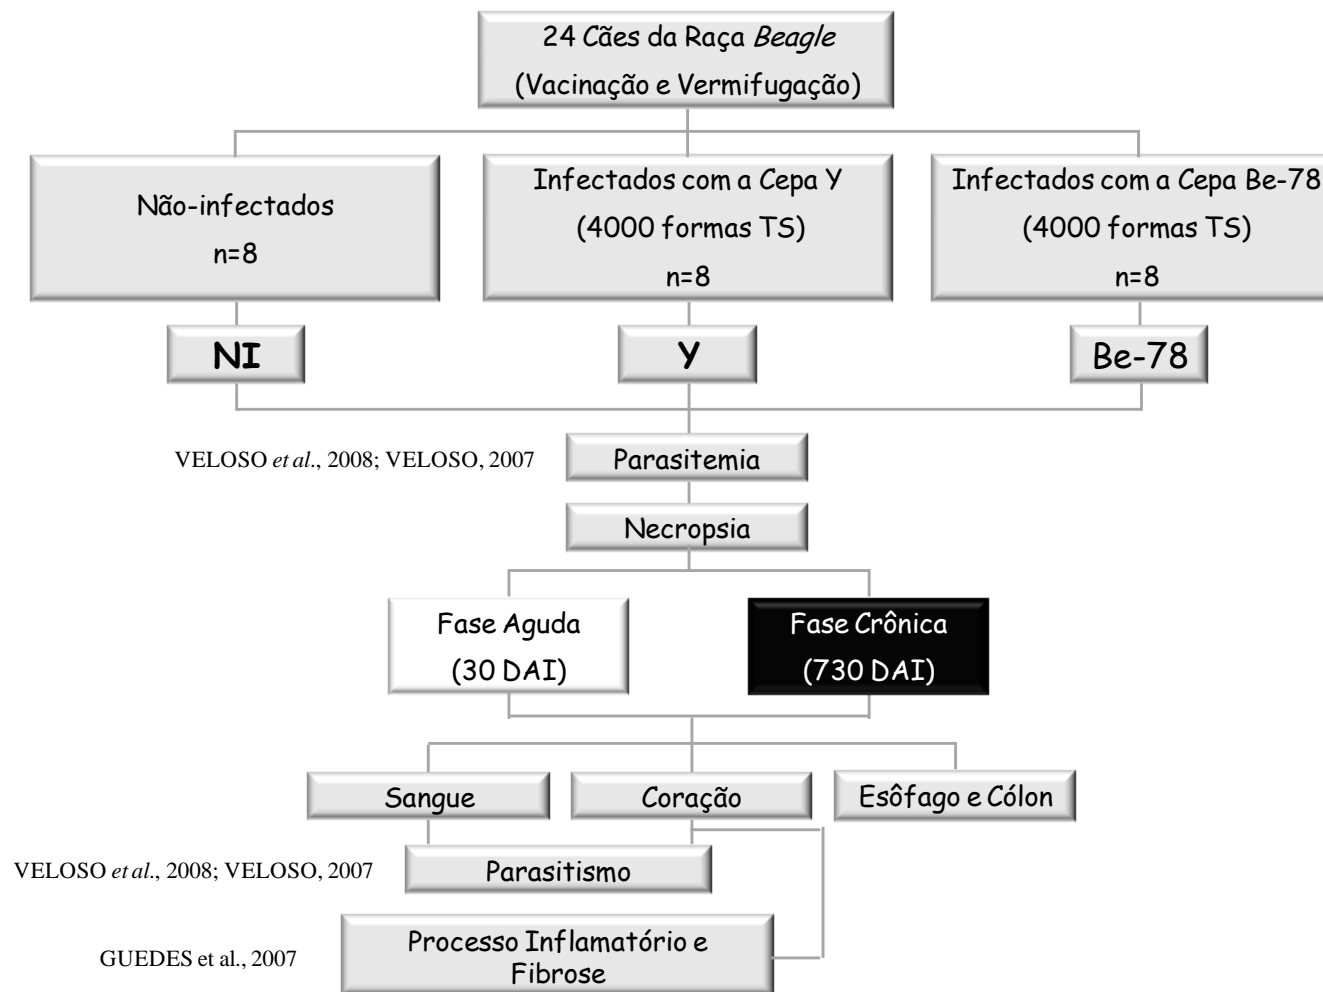 24 Cães da Raça Beagle
(Vacinação e Vermifugação)
Não-infectados
n=8
Infectados com a Cepa Y
(4000 formas TS)
n=8
Infectados com a Cepa Be-78
(4000 formas TS)
n=8
NI
Y
Be-78
VELOSO et al., 2008; VELOSO, 2007
Parasitemia
Necropsia
Fase Aguda
(30 DAI)
Fase Crônica
(730 DAI)
Sangue
Coração
Esôfago e Cólon
VELOSO et al., 2008; VELOSO, 2007
Parasitismo
GUEDES et al., 2007
Processo Inflamatório e
Fibrose